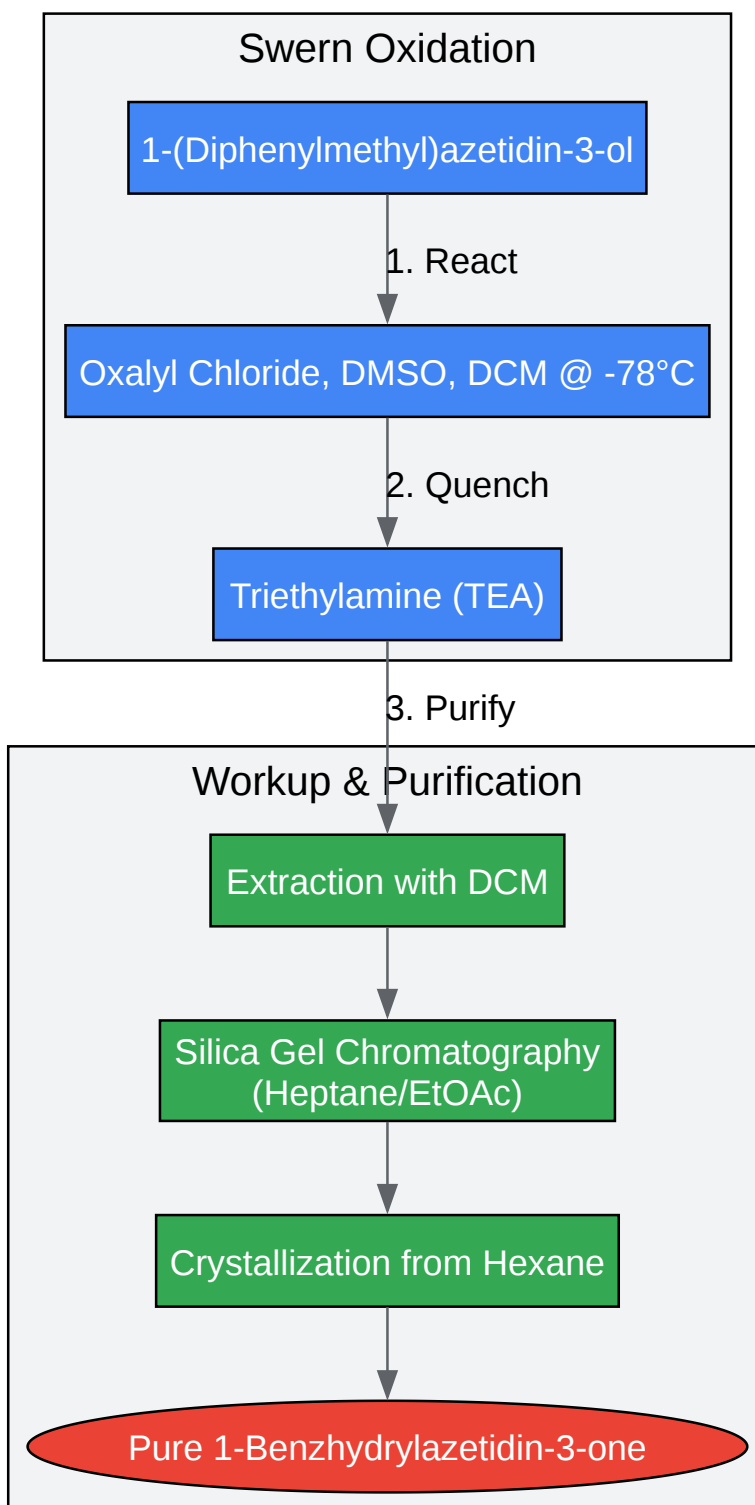 Swern Oxidation
1-(Diphenylmethyl)azetidin-3-ol
1. React
Oxalyl Chloride, DMSO, DCM @ -78°C
2. Quench
Triethylamine (TEA)
3. Purify
Workup & Purification
Extraction with DCM
Silica Gel Chromatography
(Heptane/EtOAc)
Crystallization from Hexane
Pure 1-Benzhydrylazetidin-3-one